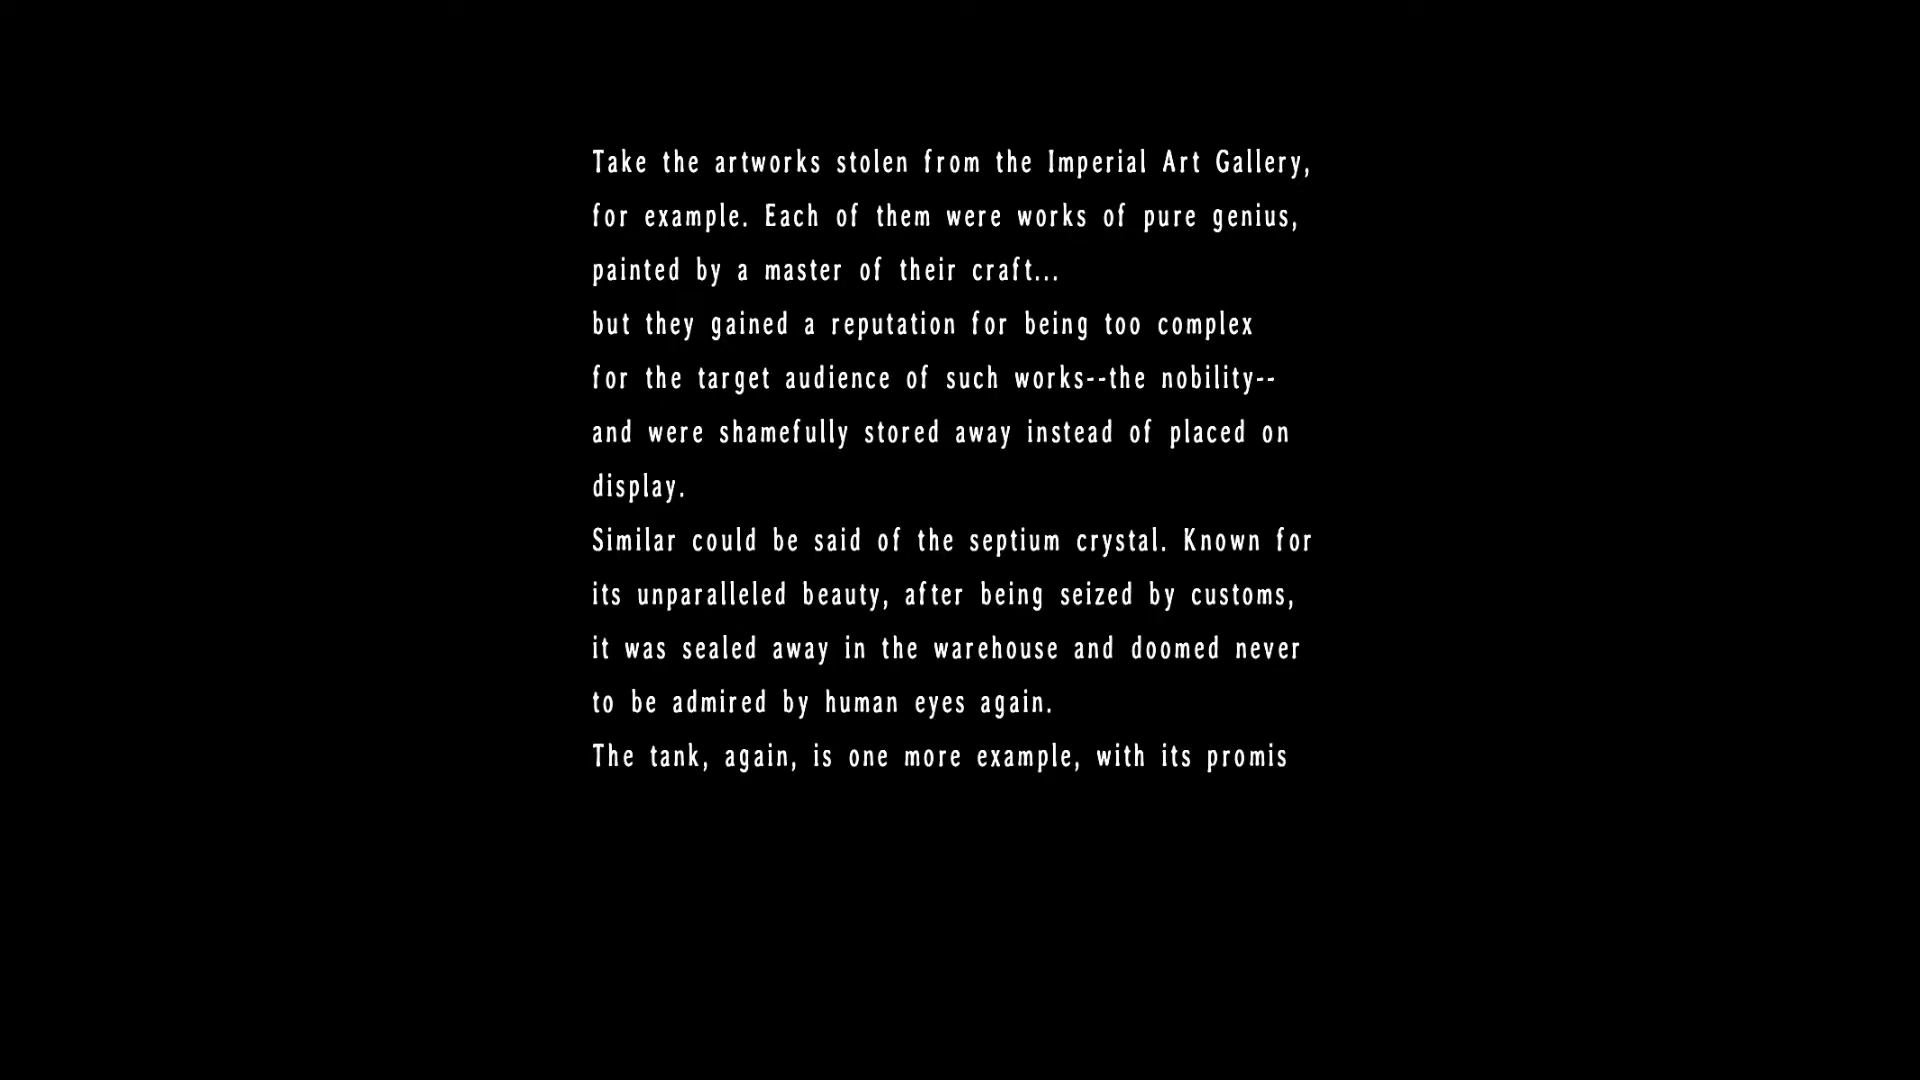 Take the artworks stolen from the Imperial Art Gallery,
for example. Each of them were works of pure genius,
painted by a master of their craft...
but they gained a reputation for being too complex
for the target audience of such works--the nobility--
and were shamefully stored away instead of placed on
display.
Similar could be said of the septium crystal. Known for
its unparalleled beauty, after being seized by customs,
it was sealed away in the warehouse and doomed never
to be admired by human eyes again.
The tank, again, is one more example, with its promis